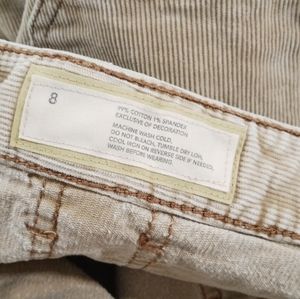 8
99% COTTON 1% SPANDEX
EXCLUSIVE OF DECORATION
MACHINE WASH COLD,
DO NOT BLEACH, TUMBLE DRY LOW,
COOL IRON ON REVERSE SIDE IF NEEDED,
WASH BEFORE WEARING.